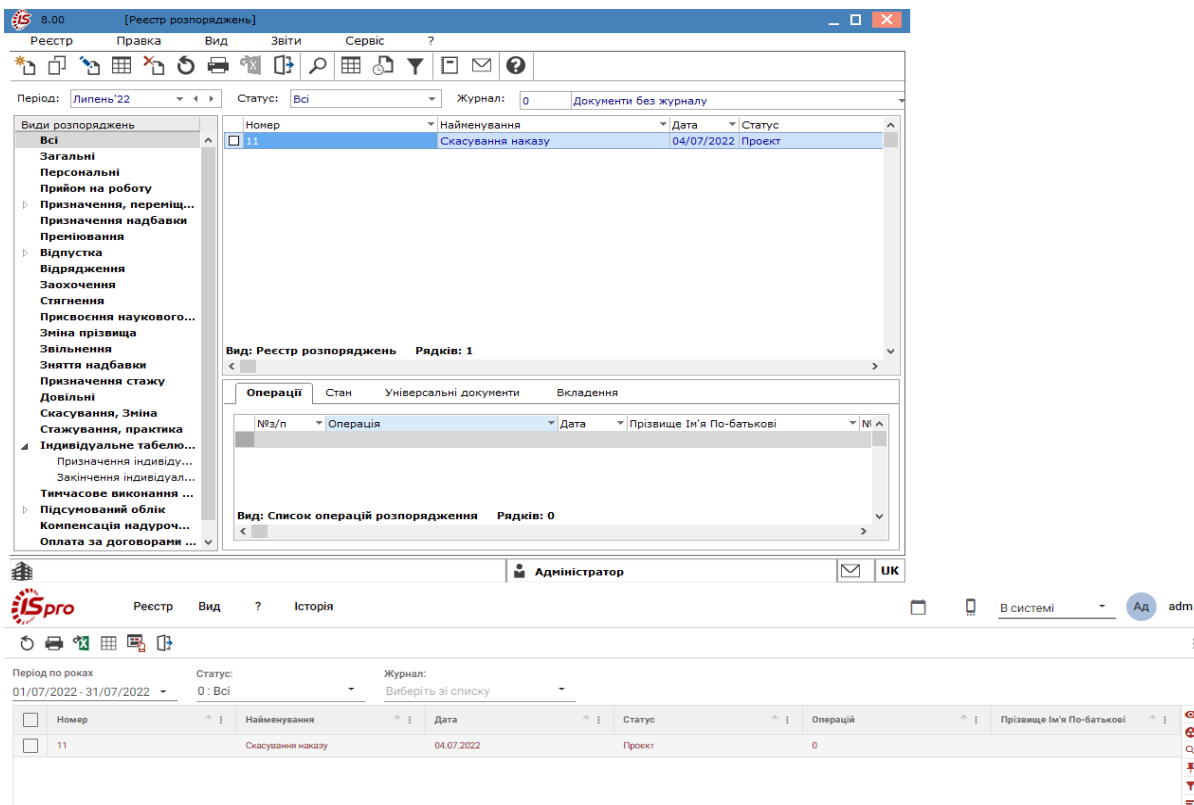 8.00 [Реєстр розпоряджень]
Реєстр Правка Вид Звіти Сервіс ?
Період: Липень'22 Статус: Всі Журнал: 0 Документи без журналу
Види розпоряджень
Всі
Загальні
Персональні
Прийом на роботу
Призначення, переміщ...
Призначення надбавки
Преміювання
Відпустка
Відрядження
Заохочення
Стягнення
Присвоєння наукового...
Зміна прізвища
Звільнення
Зняття надбавки
Призначення стажу
Довільні
Скасування, Зміна
Стажування, практика
Індивідуальне табелю...
Призначення індивіду...
Закінчення індивідуал...
Тимчасове виконання ...
Підсумований облік
Компенсація надуроч...
Оплата за договорами ...
Номер Найменування Дата Статус
11 Скасування наказу 04/07/2022 Проєкт
Вид: Реєстр розпоряджень Рядків: 1
Операції Стан Універсальні документи Вкладення
№з/п Операція Дата Прізвище Ім'я По-батькові №
Вид: Список операцій розпорядження Рядків: 0
Адміністратор UK
ISpro Реєстр Вид ? Історія В системі Ад adm
Період по роках Статус: Журнал:
01/07/2022 - 31/07/2022 0 : Всі Виберіть зі списку
Номер Найменування Дата Статус Операцій Прізвище Ім'я По-батькові
11 Скасування наказу 04.07.2022 Проєкт 0